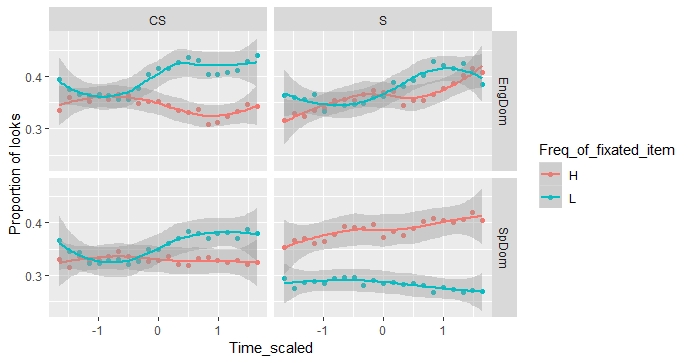 CS
S
Proportion of looks
0.4
0.3
0.4
0.3
EngDom
SpDom
-1
0
1
-1
0
1
Time_scaled
Freq_of_fixated_item
H
L